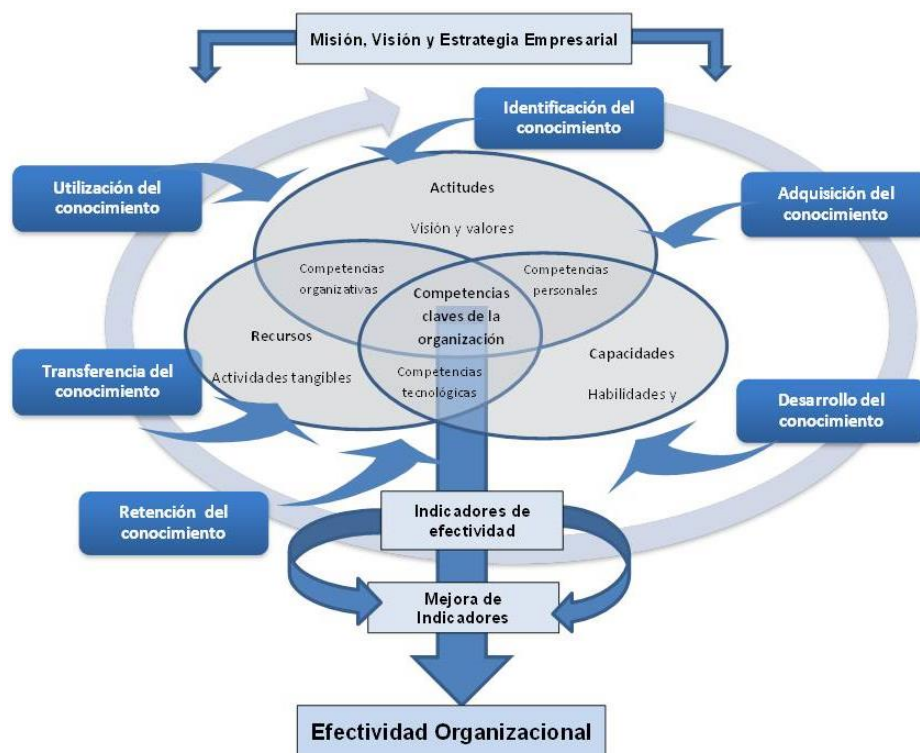 Misión, Visión y Estrategia Empresarial
Identificación del
conocimiento
Utilización del
conocimiento
Actitudes
Visión y valores
Adquisición del
conocimiento
Competencias
organizativas
Competencias
personales
Competencias
claves de la
organización
Recursos
Actividades tangibles
Capacidades
Habilidades y
Competencias
tecnológicas
Transferencia del
conocimiento
Desarrollo del
conocimiento
Retención del
conocimiento
Indicadores de
efectividad
Mejora de
Indicadores
Efectividad Organizacional